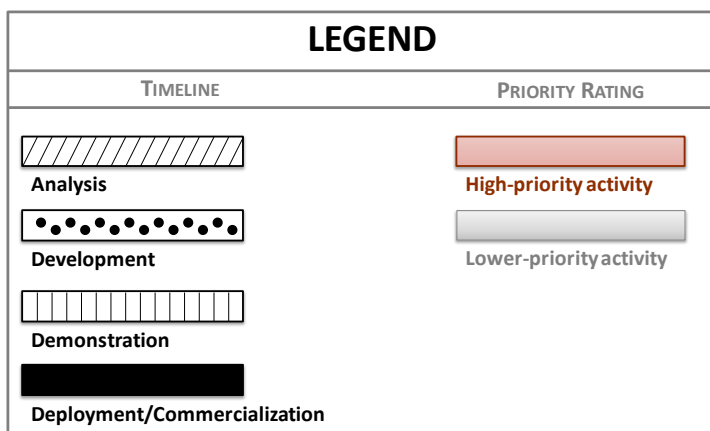 LEGEND
TIMELINE
PRIORITY RATING
Analysis
High-priority activity
Development
Lower-priority activity
Demonstration
Deployment/Commercialization